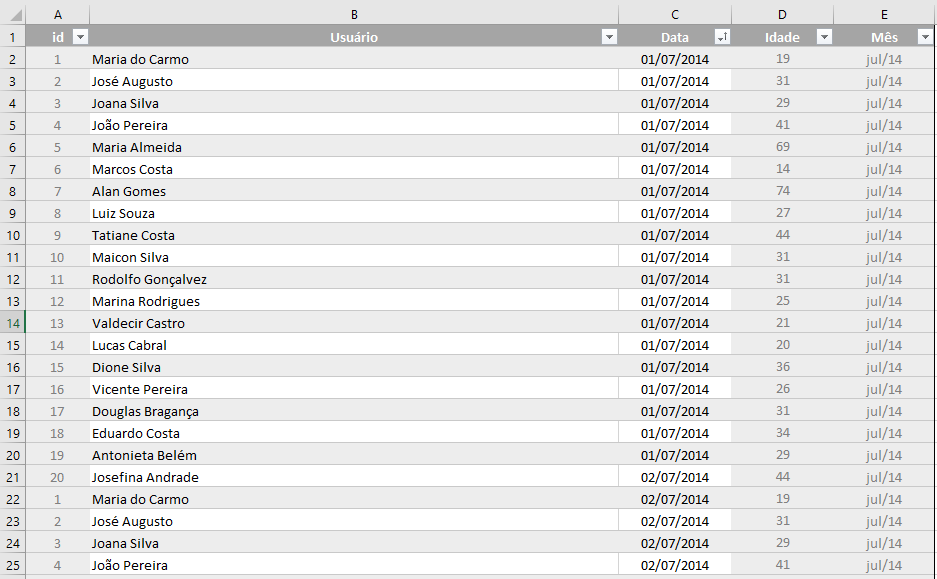 A B C D E
1 id Usuário Data Idade Mês
2 1 Maria do Carmo 01/07/2014 19 jul/14
3 2 José Augusto 01/07/2014 31 jul/14
4 3 Joana Silva 01/07/2014 29 jul/14
5 4 João Pereira 01/07/2014 41 jul/14
6 5 Maria Almeida 01/07/2014 69 jul/14
7 6 Marcos Costa 01/07/2014 14 jul/14
8 7 Alan Gomes 01/07/2014 74 jul/14
9 8 Luiz Souza 01/07/2014 27 jul/14
10 9 Tatiane Costa 01/07/2014 44 jul/14
11 10 Maicon Silva 01/07/2014 31 jul/14
12 11 Rodolfo Gonçalvez 01/07/2014 31 jul/14
13 12 Marina Rodrigues 01/07/2014 25 jul/14
14 13 Valdecir Castro 01/07/2014 21 jul/14
15 14 Lucas Cabral 01/07/2014 20 jul/14
16 15 Dione Silva 01/07/2014 36 jul/14
17 16 Vicente Pereira 01/07/2014 26 jul/14
18 17 Douglas Bragança 01/07/2014 31 jul/14
19 18 Eduardo Costa 01/07/2014 34 jul/14
20 19 Antonieta Belém 01/07/2014 29 jul/14
21 20 Josefina Andrade 02/07/2014 44 jul/14
22 1 Maria do Carmo 02/07/2014 19 jul/14
23 2 José Augusto 02/07/2014 31 jul/14
24 3 Joana Silva 02/07/2014 29 jul/14
25 4 João Pereira 02/07/2014 41 jul/14